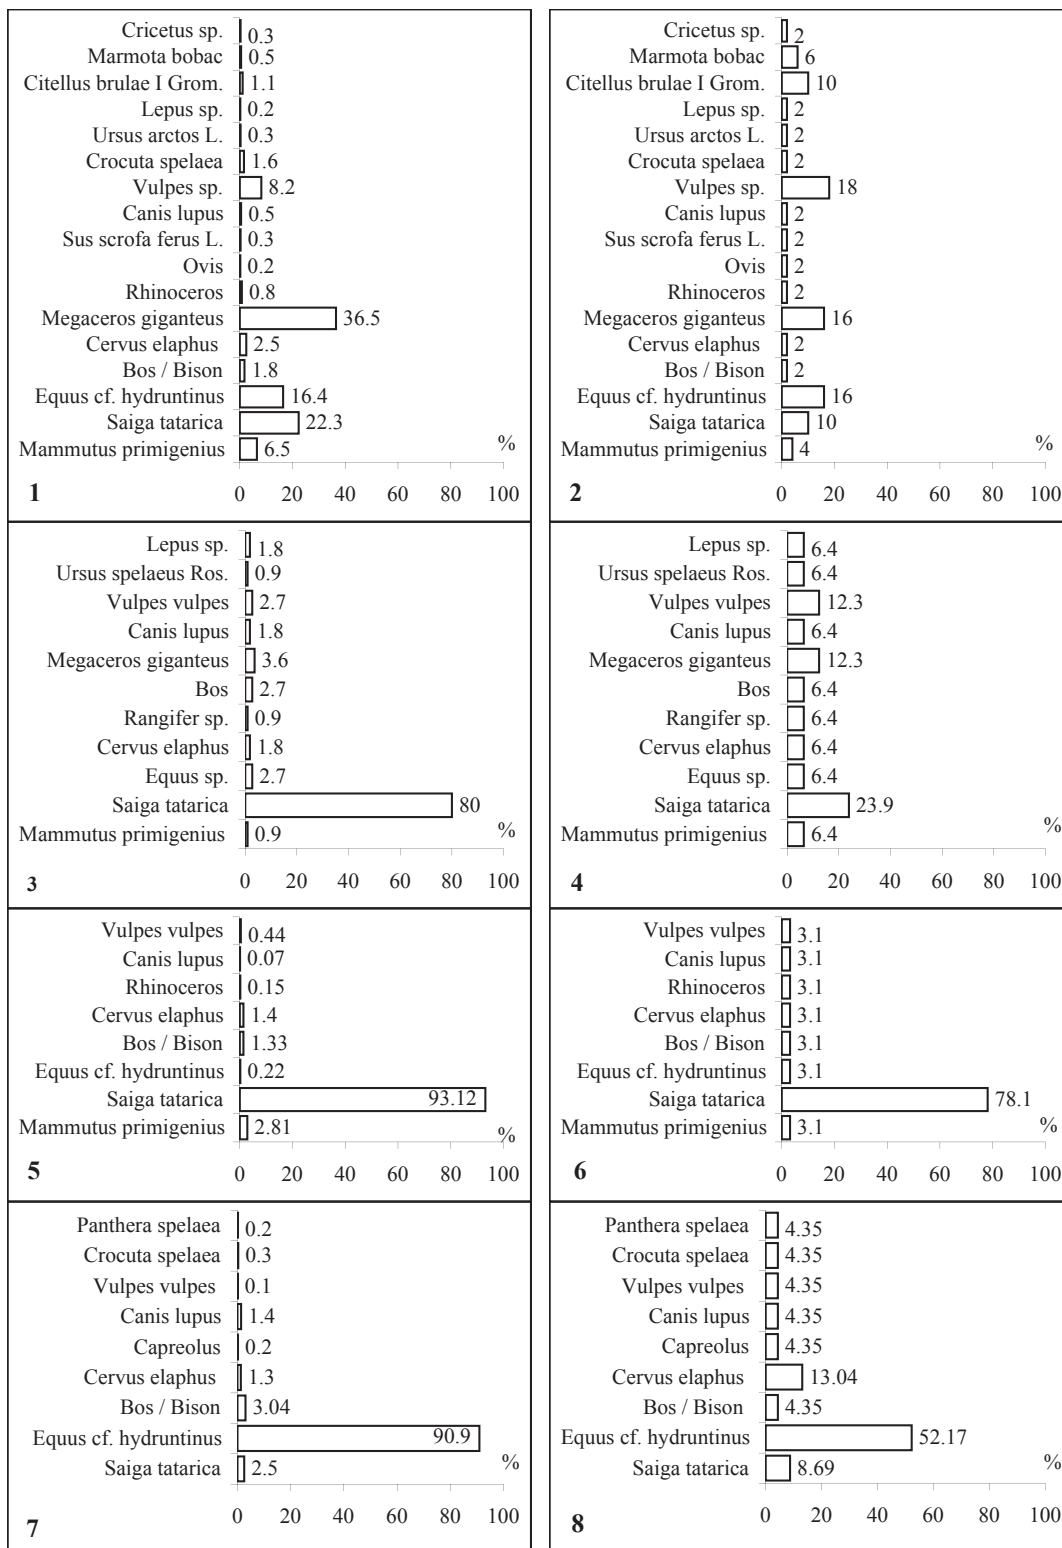 Cricetus sp. 0.3
Marmota bobac 0.5
Citellus brulae I Grom. 1.1
Lepus sp. 0.2
Ursus arctos L. 0.3
Crocuta spelaea 1.6
Vulpes sp. 8.2
Canis lupus 0.5
Sus scrofa ferus L. 0.3
Ovis 0.2
Rhinoceros 0.8
Megaceros giganteus 36.5
Cervus elaphus 2.5
Bos / Bison 1.8
Equus cf. hydruntinus 16.4
Saiga tatarica 22.3
Mammutus primigenius 6.5 %
1 0 20 40 60 80 100
Cricetus sp. 2
Marmota bobac 6
Citellus brulae I Grom. 10
Lepus sp. 2
Ursus arctos L. 2
Crocuta spelaea 2
Vulpes sp. 18
Canis lupus 2
Sus scrofa ferus L. 2
Ovis 2
Rhinoceros 2
Megaceros giganteus 16
Cervus elaphus 2
Bos / Bison 2
Equus cf. hydruntinus 16
Saiga tatarica 10
Mammutus primigenius 4 %
2 0 20 40 60 80 100
Lepus sp. 1.8
Ursus spelaeus Ros. 0.9
Vulpes vulpes 2.7
Canis lupus 1.8
Megaceros giganteus 3.6
Bos 2.7
Rangifer sp. 0.9
Cervus elaphus 1.8
Equus sp. 2.7
Saiga tatarica 80
Mammutus primigenius 0.9 %
3 0 20 40 60 80 100
Lepus sp. 6.4
Ursus spelaeus Ros. 6.4
Vulpes vulpes 12.3
Canis lupus 6.4
Megaceros giganteus 12.3
Bos 6.4
Rangifer sp. 6.4
Cervus elaphus 6.4
Equus sp. 6.4
Saiga tatarica 23.9
Mammutus primigenius 6.4 %
4 0 20 40 60 80 100
Vulpes vulpes 0.44
Canis lupus 0.07
Rhinoceros 0.15
Cervus elaphus 1.4
Bos / Bison 1.33
Equus cf. hydruntinus 0.22
Saiga tatarica 93.12
Mammutus primigenius 2.81 %
5 0 20 40 60 80 100
Vulpes vulpes 3.1
Canis lupus 3.1
Rhinoceros 3.1
Cervus elaphus 3.1
Bos / Bison 3.1
Equus cf. hydruntinus 3.1
Saiga tatarica 78.1
Mammutus primigenius 3.1 %
6 0 20 40 60 80 100
Panthera spelaea 0.2
Crocuta spelaea 0.3
Vulpes vulpes 0.1
Canis lupus 1.4
Capreolus 0.2
Cervus elaphus 1.3
Bos / Bison 3.04
Equus cf. hydruntinus 90.9
Saiga tatarica 2.5 %
7 0 20 40 60 80 100
Panthera spelaea 4.35
Crocuta spelaea 4.35
Vulpes vulpes 4.35
Canis lupus 4.35
Capreolus 4.35
Cervus elaphus 13.04
Bos / Bison 4.35
Equus cf. hydruntinus 52.17
Saiga tatarica 8.69 %
8 0 20 40 60 80 100